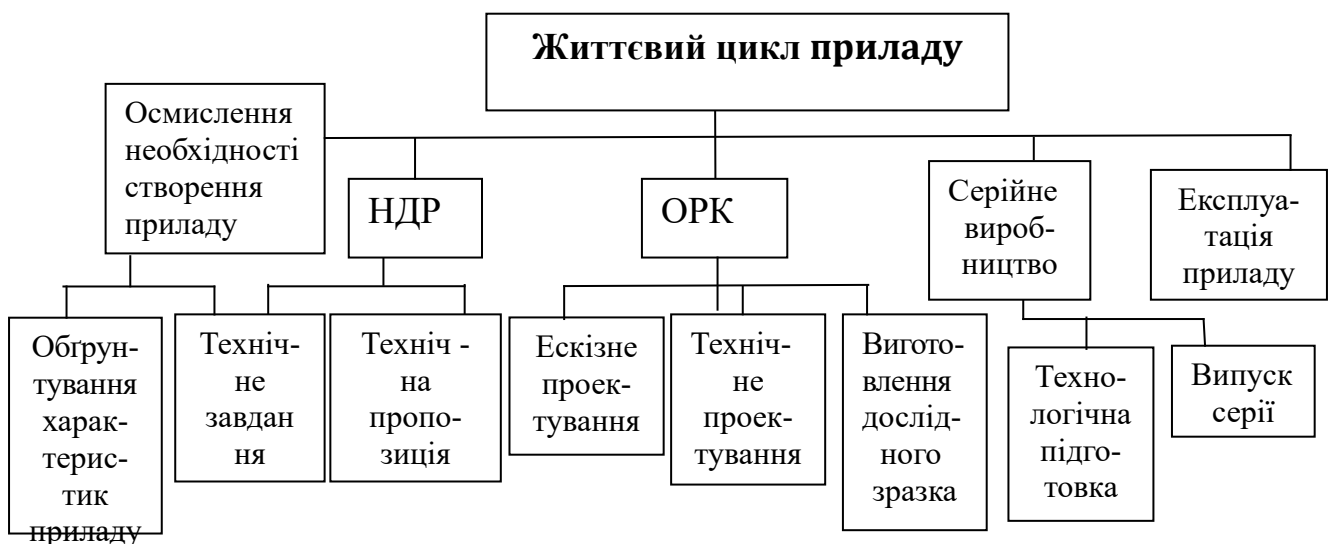 Життєвий цикл приладу
Осмислення
необхідності
створення
приладу
НДР
ОРК
Серійне
вироб-
ництво
Експлуа-
тація
приладу
Обґрун-
тування
харак-
терис-
тик
приладу
Техніч-
не
завдан
ня
Техніч -
на
пропо-
зиція
Ескізне
проек-
тування
Техніч-
не
проек-
тування
Вигото-
влення
дослід-
ного
зразка
Техно-
логічна
підго-
товка
Випуск
серії